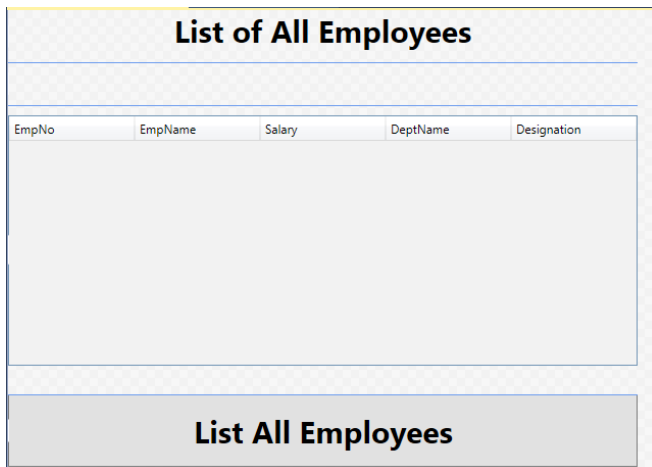 List of All Employees
EmpNo EmpName Salary DeptName Designation
List All Employees